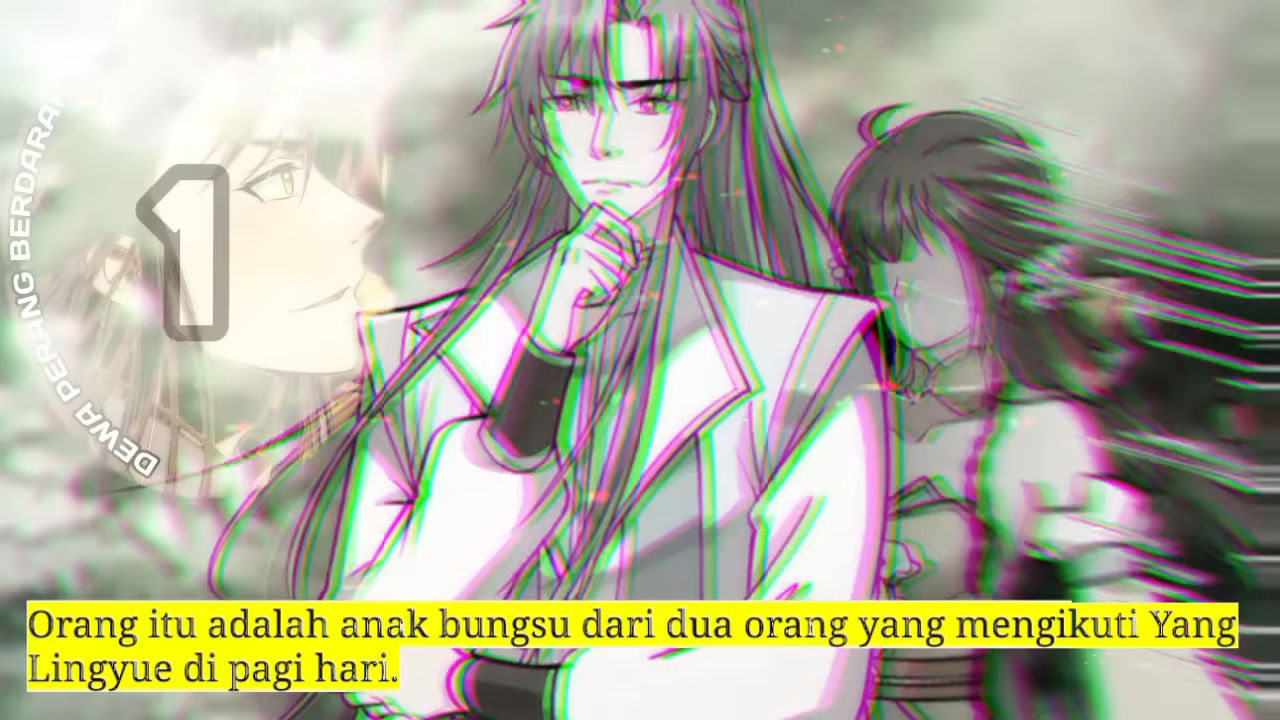 DEWA PERANG BERDARAH
1
Orang itu adalah anak bungsu dari dua orang yang mengikuti Yang
Lingyue di pagi hari.